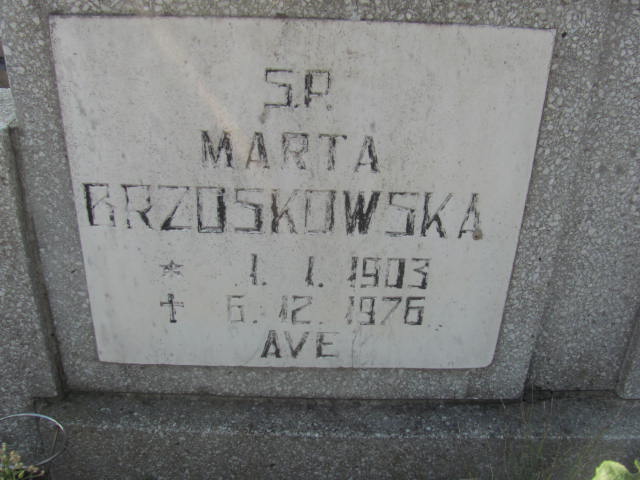 S.P.
MARTA
BRZOSKOWSKA
* 1. 1. 1903
✝ 6. 12. 1976
AVE